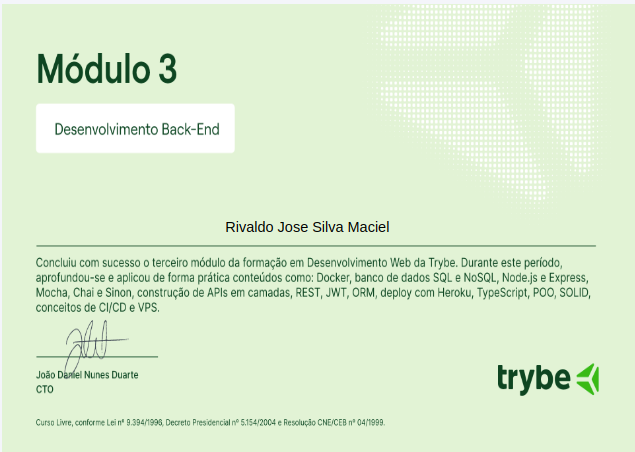 Módulo 3
Desenvolvimento Back-End
Rivaldo Jose Silva Maciel
Concluiu com sucesso o terceiro módulo da formação em Desenvolvimento Web da Trybe. Durante este período,
aprofundou-se e aplicou de forma prática conteúdos como: Docker, banco de dados SQL e NoSQL, Node.js e Express,
Mocha, Chai e Sinon, construção de APIs em camadas, REST, JWT, ORM, deploy com Heroku, TypeScript, POO, SOLID,
conceitos de CI/CD e VPS.
João Daniel Nunes Duarte
CTO
trybe
Curso Livre, conforme Lei nº 9.394/1996, Decreto Presidencial nº 5.154/2004 e Resolução CNE/CEB nº 04/1999.